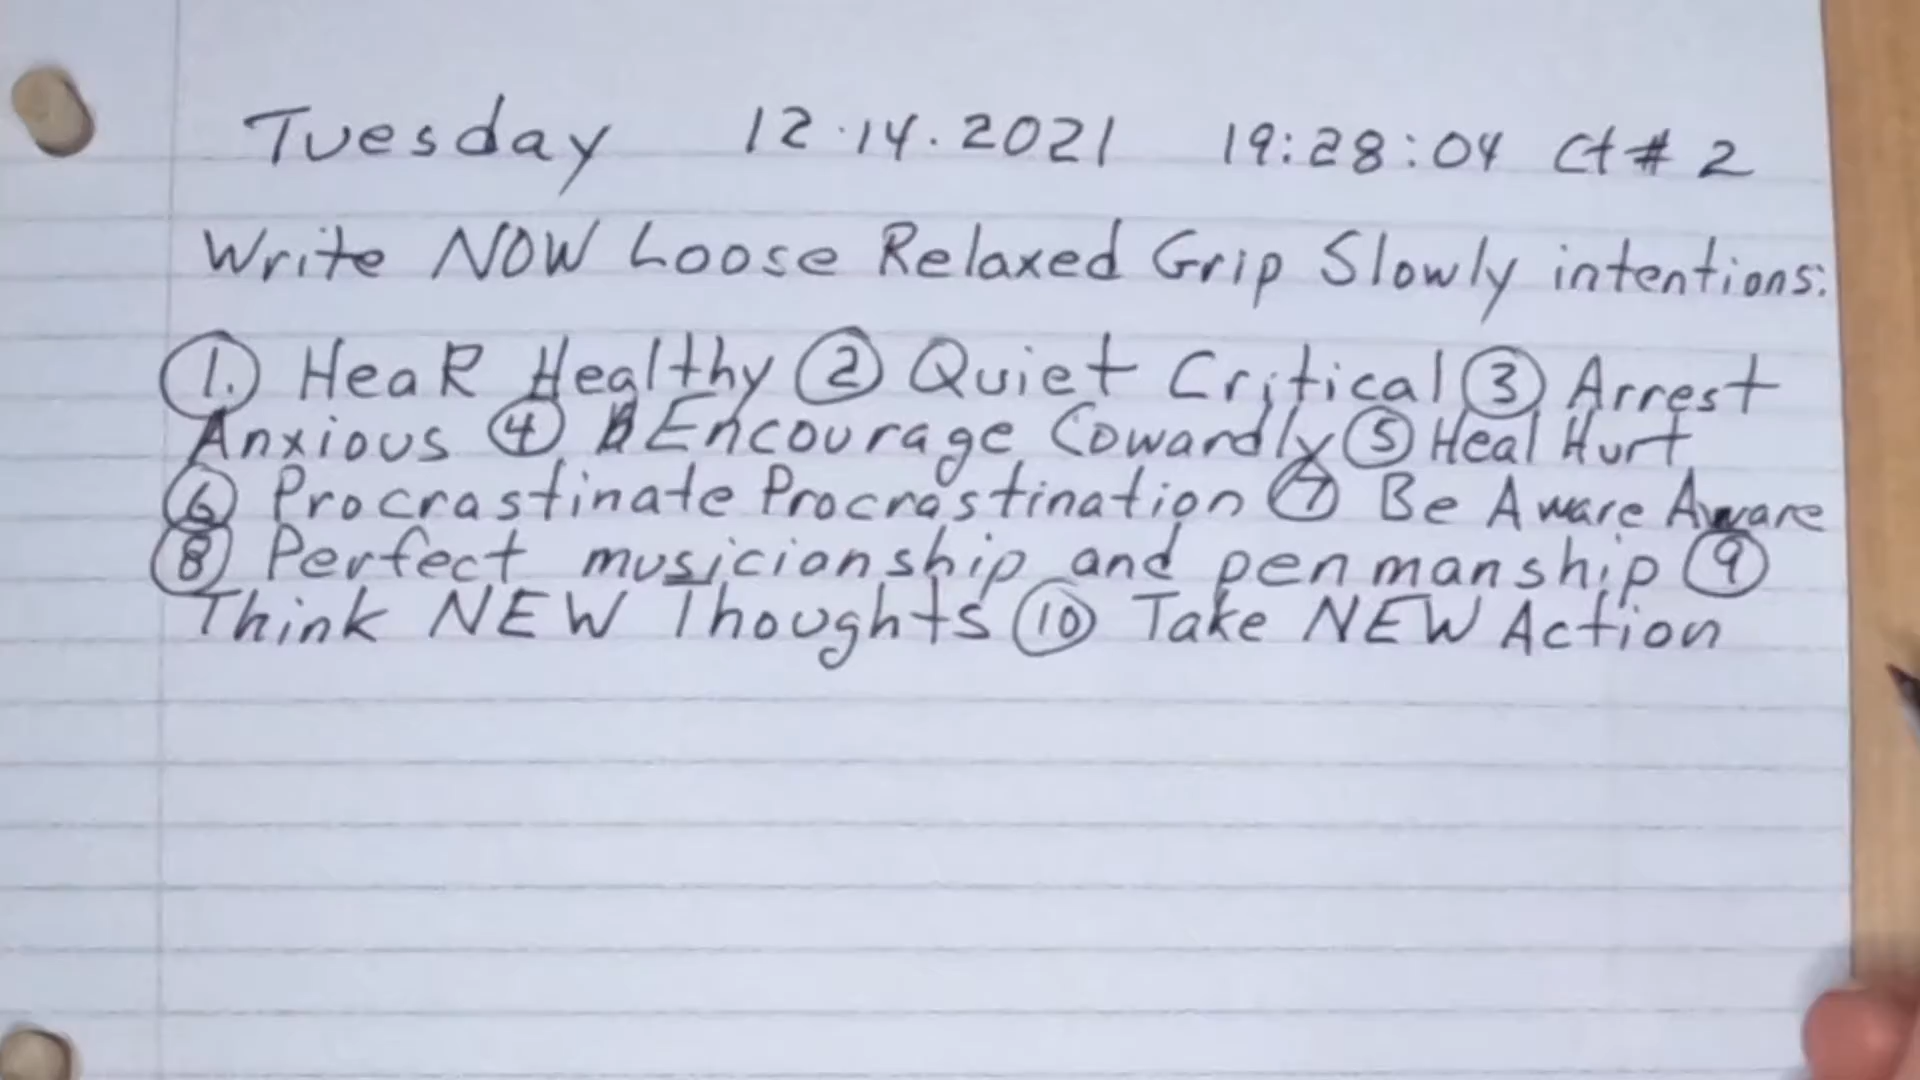 Tuesday 12.14.2021 19:28:04 Ct # 2
Write NOW Loose Relaxed Grip Slowly intentions:
1. HeaR Healthy 2 Quiet Critical 3 Arrest
Anxious 4 Encourage Cowardly 5 Heal Hurt
6 Procrastinate Procrastination 7 Be Aware Aware
8 Perfect musicionship and penmanship 9
Think NEW Thoughts 10 Take NEW Action